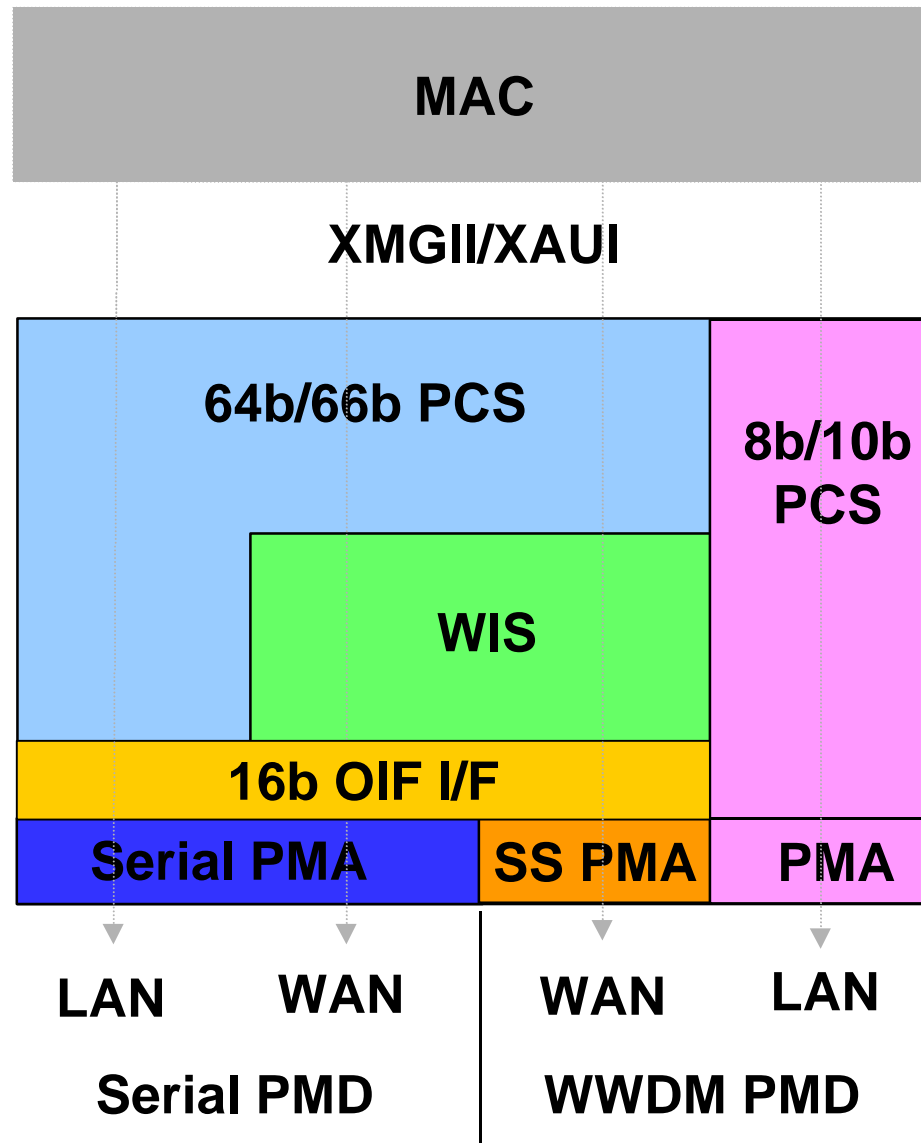 MAC
XMGII/XAUI
64b/66b PCS
8b/10b
PCS
WIS
16b OIF I/F
Serial PMA
SS PMA
PMA
LAN
WAN
WAN
LAN
Serial PMD
WWDM PMD